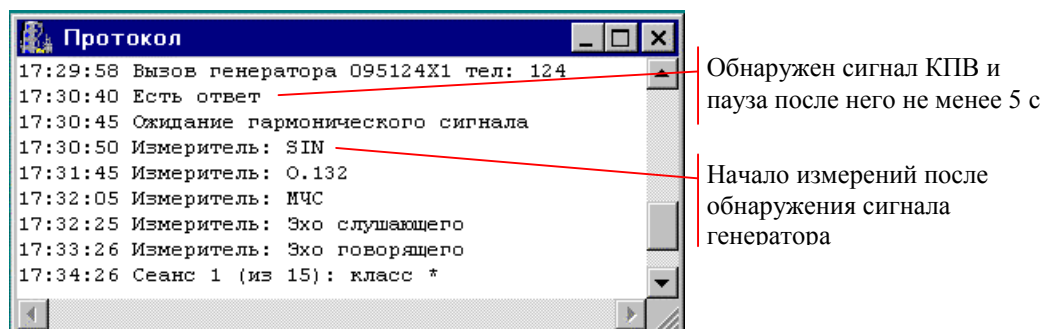 Протокол
17:29:58 Вызов генератора 095124X1 тел: 124
17:30:40 Есть ответ
17:30:45 Ожидание гармонического сигнала
17:30:50 Измеритель: SIN
17:31:45 Измеритель: O.132
17:32:05 Измеритель: МЧС
17:32:25 Измеритель: Эхо слушающего
17:33:26 Измеритель: Эхо говорящего
17:34:26 Сеанс 1 (из 15): класс *
Обнаружен сигнал КПВ и
пауза после него не менее 5 с
Начало измерений после
обнаружения сигнала
генератора